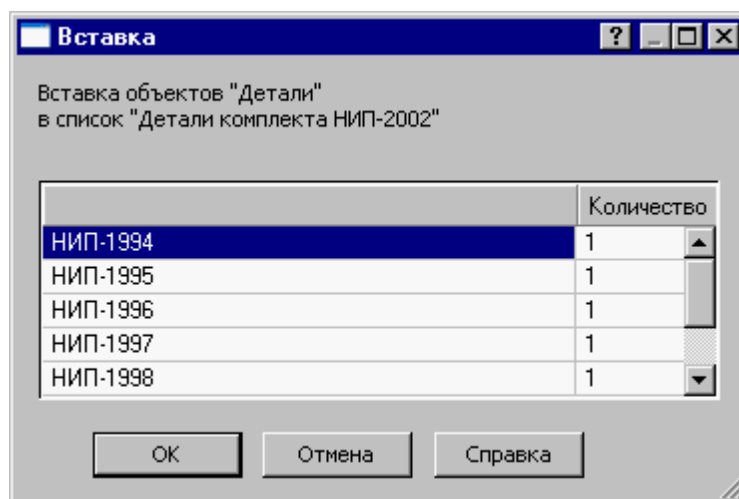 Вставка
Вставка объектов "Детали"
в список "Детали комплекта НИП-2002"
Количество
НИП-1994 1
НИП-1995 1
НИП-1996 1
НИП-1997 1
НИП-1998 1
OK Отмена Справка